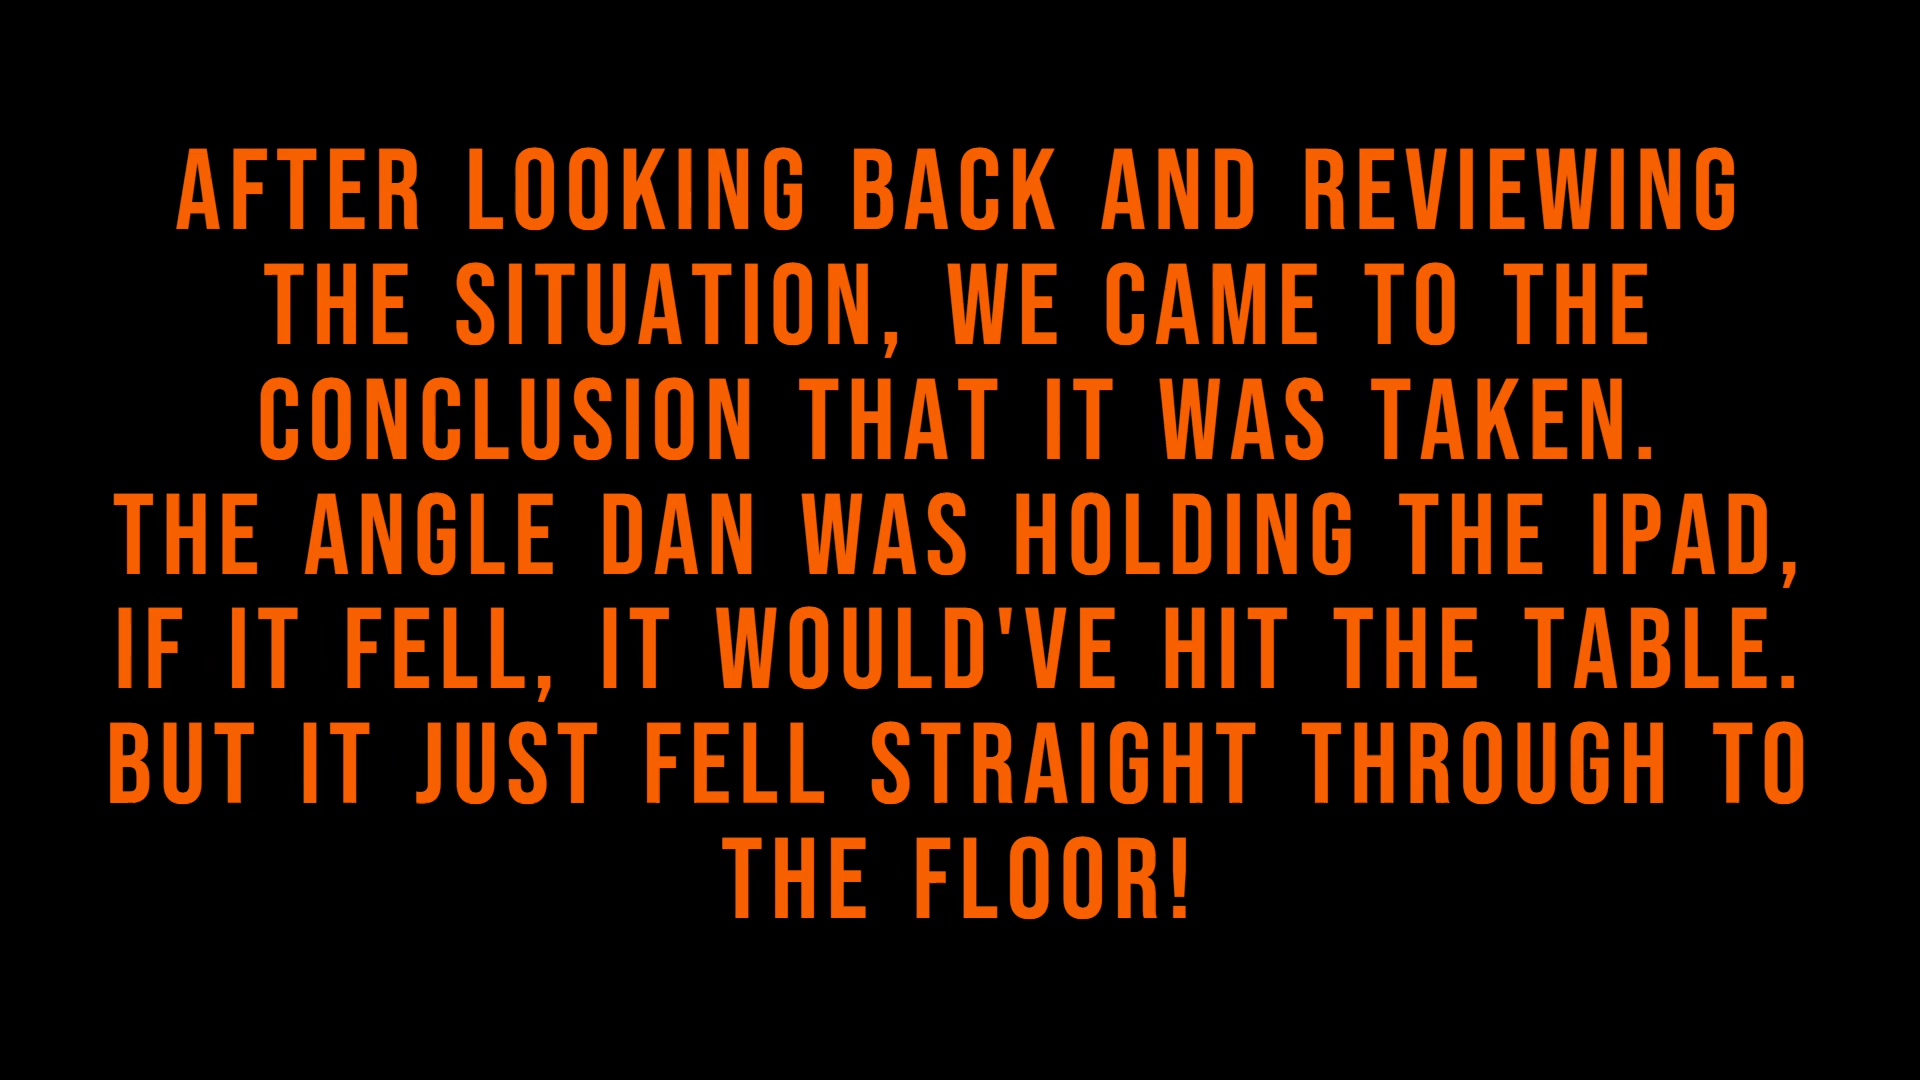 AFTER LOOKING BACK AND REVIEWING
THE SITUATION, WE CAME TO THE
CONCLUSION THAT IT WAS TAKEN.
THE ANGLE DAN WAS HOLDING THE IPAD,
IF IT FELL, IT WOULD'VE HIT THE TABLE.
BUT IT JUST FELL STRAIGHT THROUGH TO
THE FLOOR!